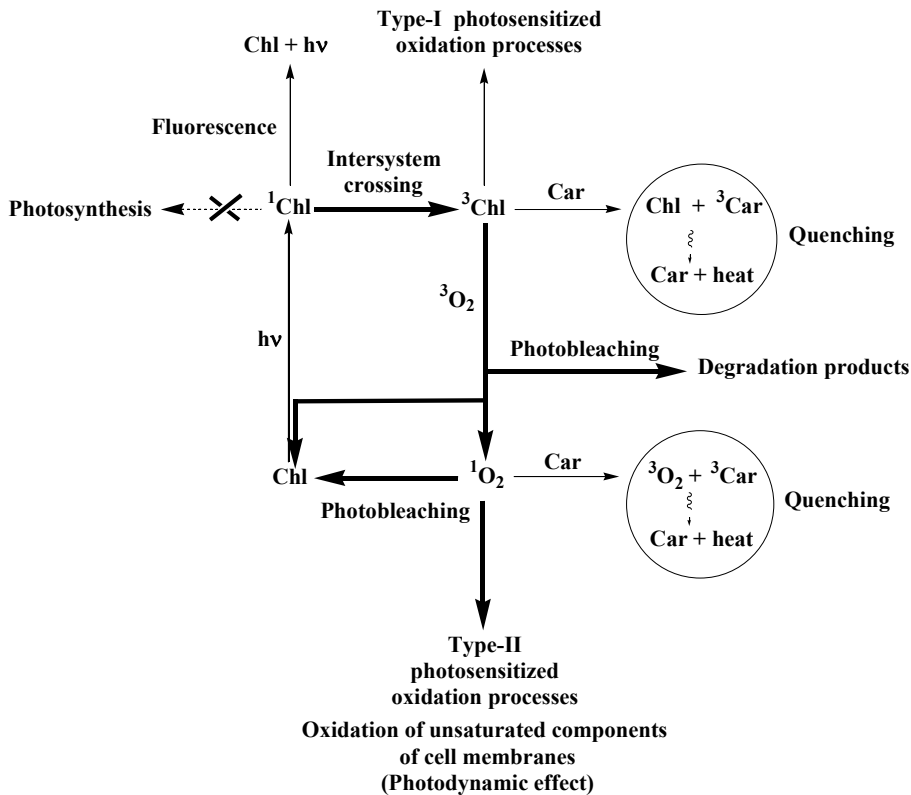 Type-I photosensitized
oxidation processes
Chl + hν
Fluorescence
Intersystem
crossing
Photosynthesis
¹Chl
³Chl
Car
Chl + ³Car
Quenching
Car + heat
³O₂
hν
Photobleaching
Degradation products
Chl
¹O₂
Car
³O₂ + ³Car
Quenching
Photobleaching
Car + heat
Type-II
photosensitized
oxidation processes
Oxidation of unsaturated components
of cell membranes
(Photodynamic effect)